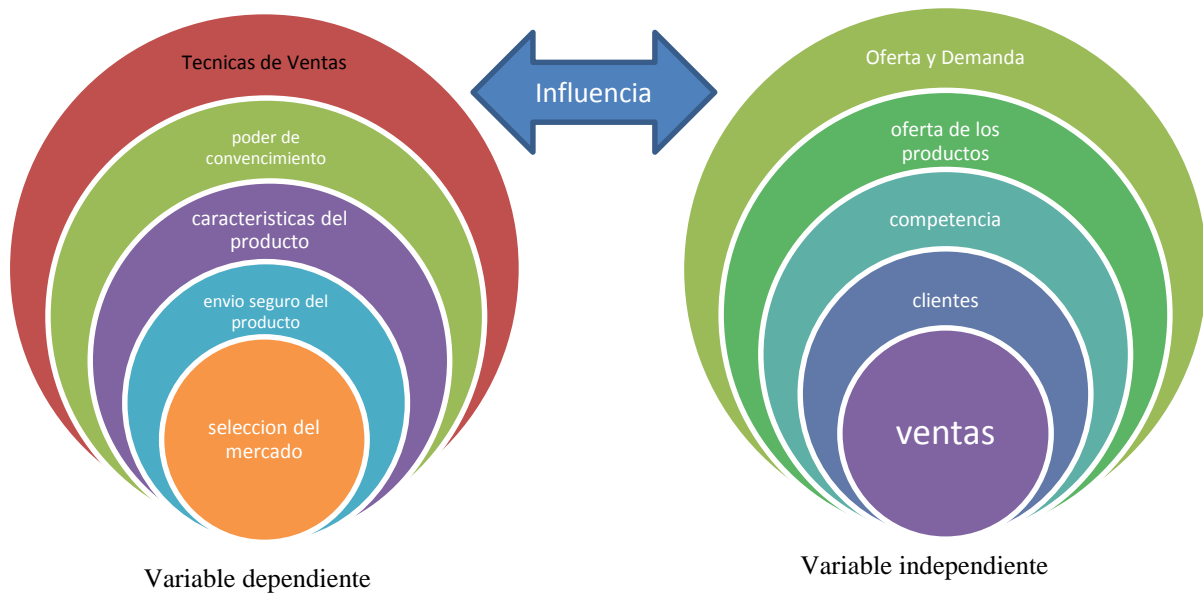 Tecnicas de Ventas
poder de
convencimiento
caracteristicas del
producto
envio seguro del
producto
seleccion del
mercado
Variable dependiente
Influencia
Oferta y Demanda
oferta de los
productos
competencia
clientes
ventas
Variable independiente